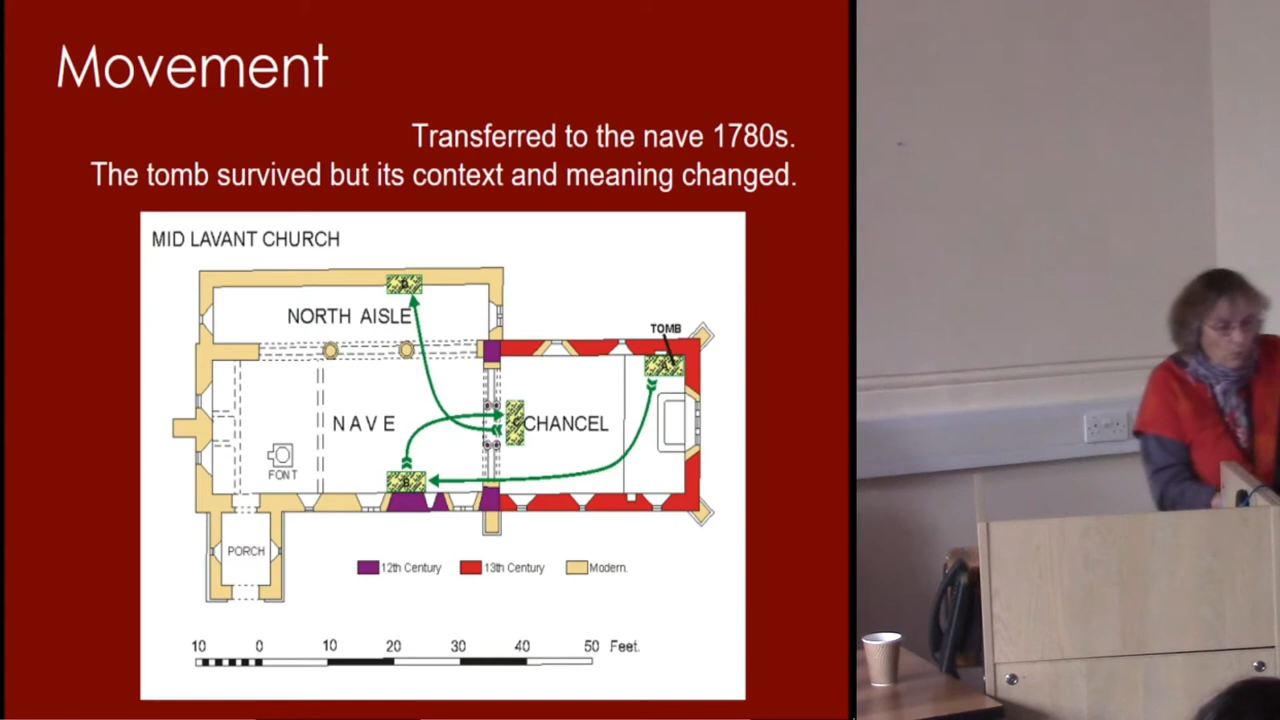 Movement
Transferred to the nave 1780s.
The tomb survived but its context and meaning changed.
MID LAVANT CHURCH
NORTH AISLE
TOMB
NAVE
CHANCEL
FONT
PORCH
12th Century
13th Century
Modern.
10 0 10 20 30 40 50 Feet.